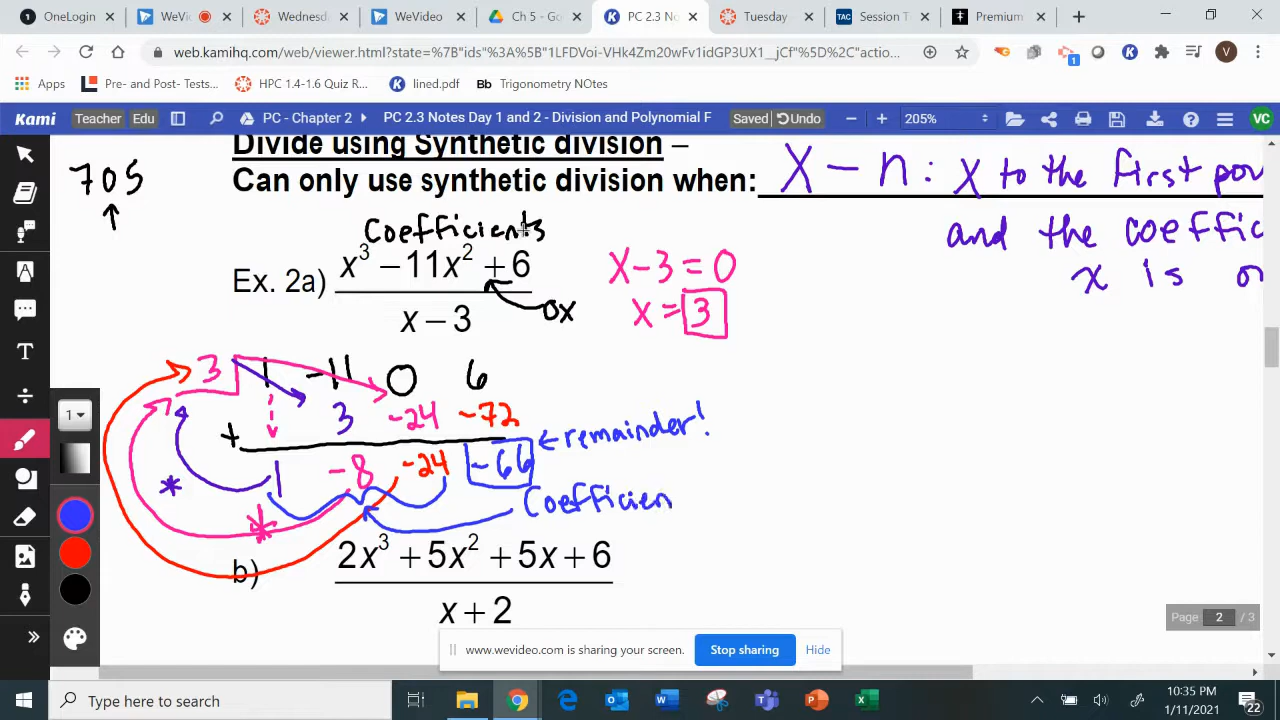 OneLogin
WeVi
Wedne
WeVide
WeVideo
Ch 5 - Go
PC 2.3 No
Tuesday
Session T
Premium
web.kamihq.com/web/viewer.html?state=%7B"ids"%3A%5B"1LFDVoi-VHk4Zm20wFv1idGP3UX1_jCf"%5D%2C"actio...
Apps
Pre- and Post- Tests...
HPC 1.4-1.6 Quiz R...
lined.pdf
Bb Trigonometry NOtes
Kami Teacher Edu
PC - Chapter 2
PC 2.3 Notes Day 1 and 2 - Division and Polynomial F
Saved Undo
205%
VC
Divide using Synthetic division –
705
Can only use synthetic division when:
X - n : X to the first pow
and the coeffic
x is on
Coefficients
Ex. 2a) x³ – 11x² + 6
x – 3
0x
X - 3 = 0
X = 3
3 1 -11 0 6
+ 3 -24 -72
1 -8 -24 -66
← remainder!
*
*
Coefficien
b) 2x³ + 5x² + 5x + 6
x + 2
1
Page 2 / 3
www.wevideo.com is sharing your screen.
Stop sharing
Hide
Type here to search
10:35 PM
1/11/2021
22